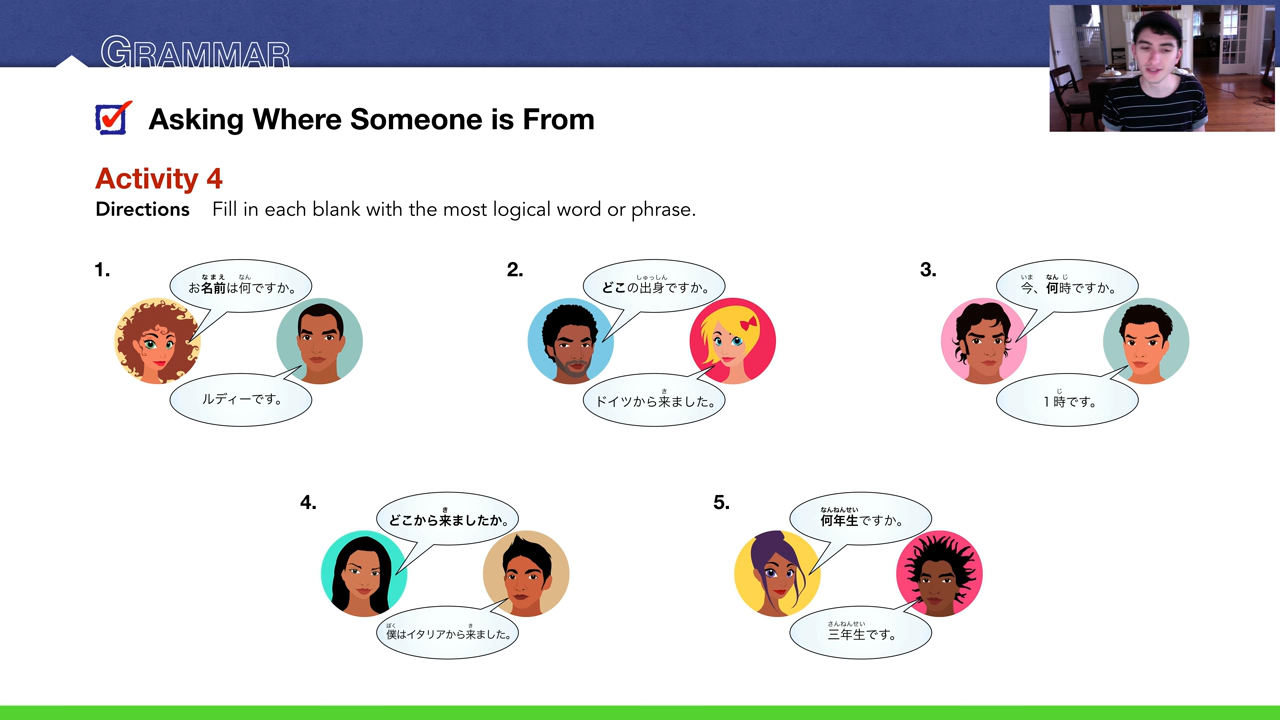 GRAMMAR
Asking Where Someone is From
Activity 4
Directions Fill in each blank with the most logical word or phrase.
1.
なまえ なん
お名前は何ですか。
ルディーです。
2.
しゅっしん
どこの出身ですか。
き
ドイツから来ました。
3.
いま なん じ
今、何時ですか。
じ
1時です。
4.
き
どこから来ましたか。
ぼく き
僕はイタリアから来ました。
5.
なんねんせい
何年生ですか。
さんねんせい
三年生です。